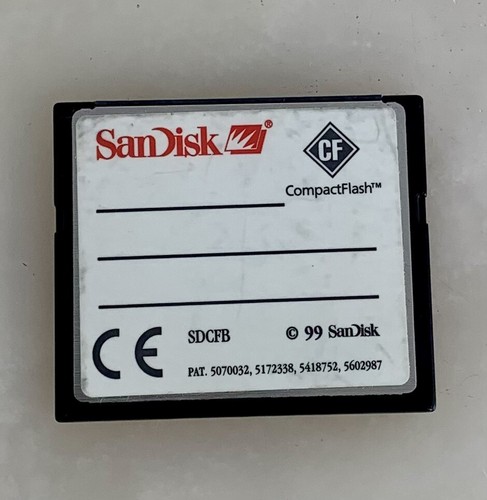 SanDisk®
CF
CompactFlash™
SDCFB © 99 SanDisk
CE
PAT. 5070032, 5172338, 5418752, 5602987